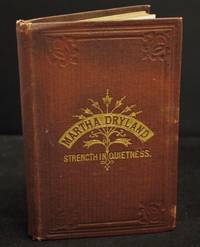 MARTHA DRYLAND
STRENGTH IN QUIETNESS.